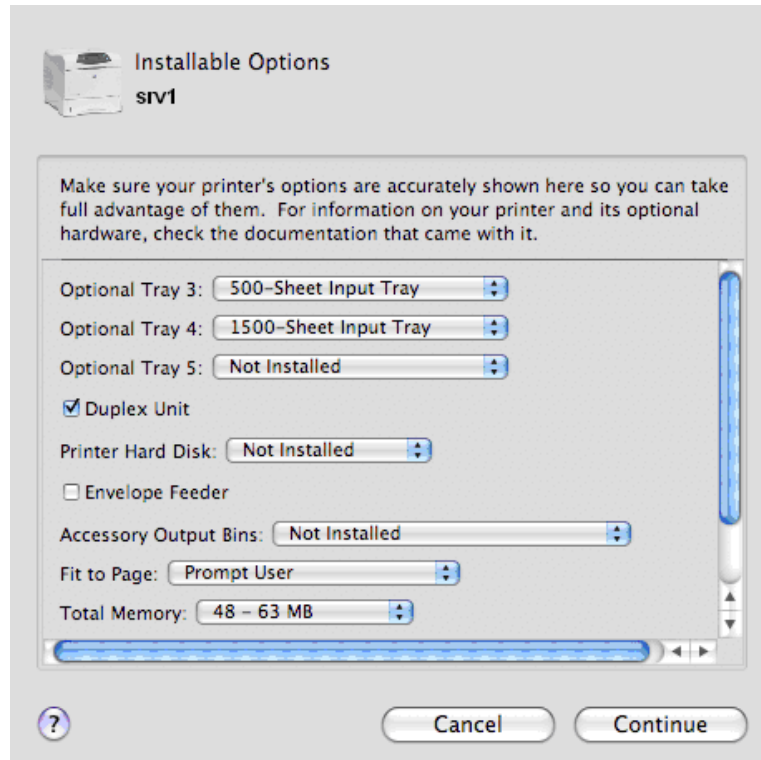 Installable Options
srv1
Make sure your printer's options are accurately shown here so you can take
full advantage of them. For information on your printer and its optional
hardware, check the documentation that came with it.
Optional Tray 3: 500-Sheet Input Tray
Optional Tray 4: 1500-Sheet Input Tray
Optional Tray 5: Not Installed
Duplex Unit
Printer Hard Disk: Not Installed
Envelope Feeder
Accessory Output Bins: Not Installed
Fit to Page: Prompt User
Total Memory: 48 - 63 MB
? Cancel Continue